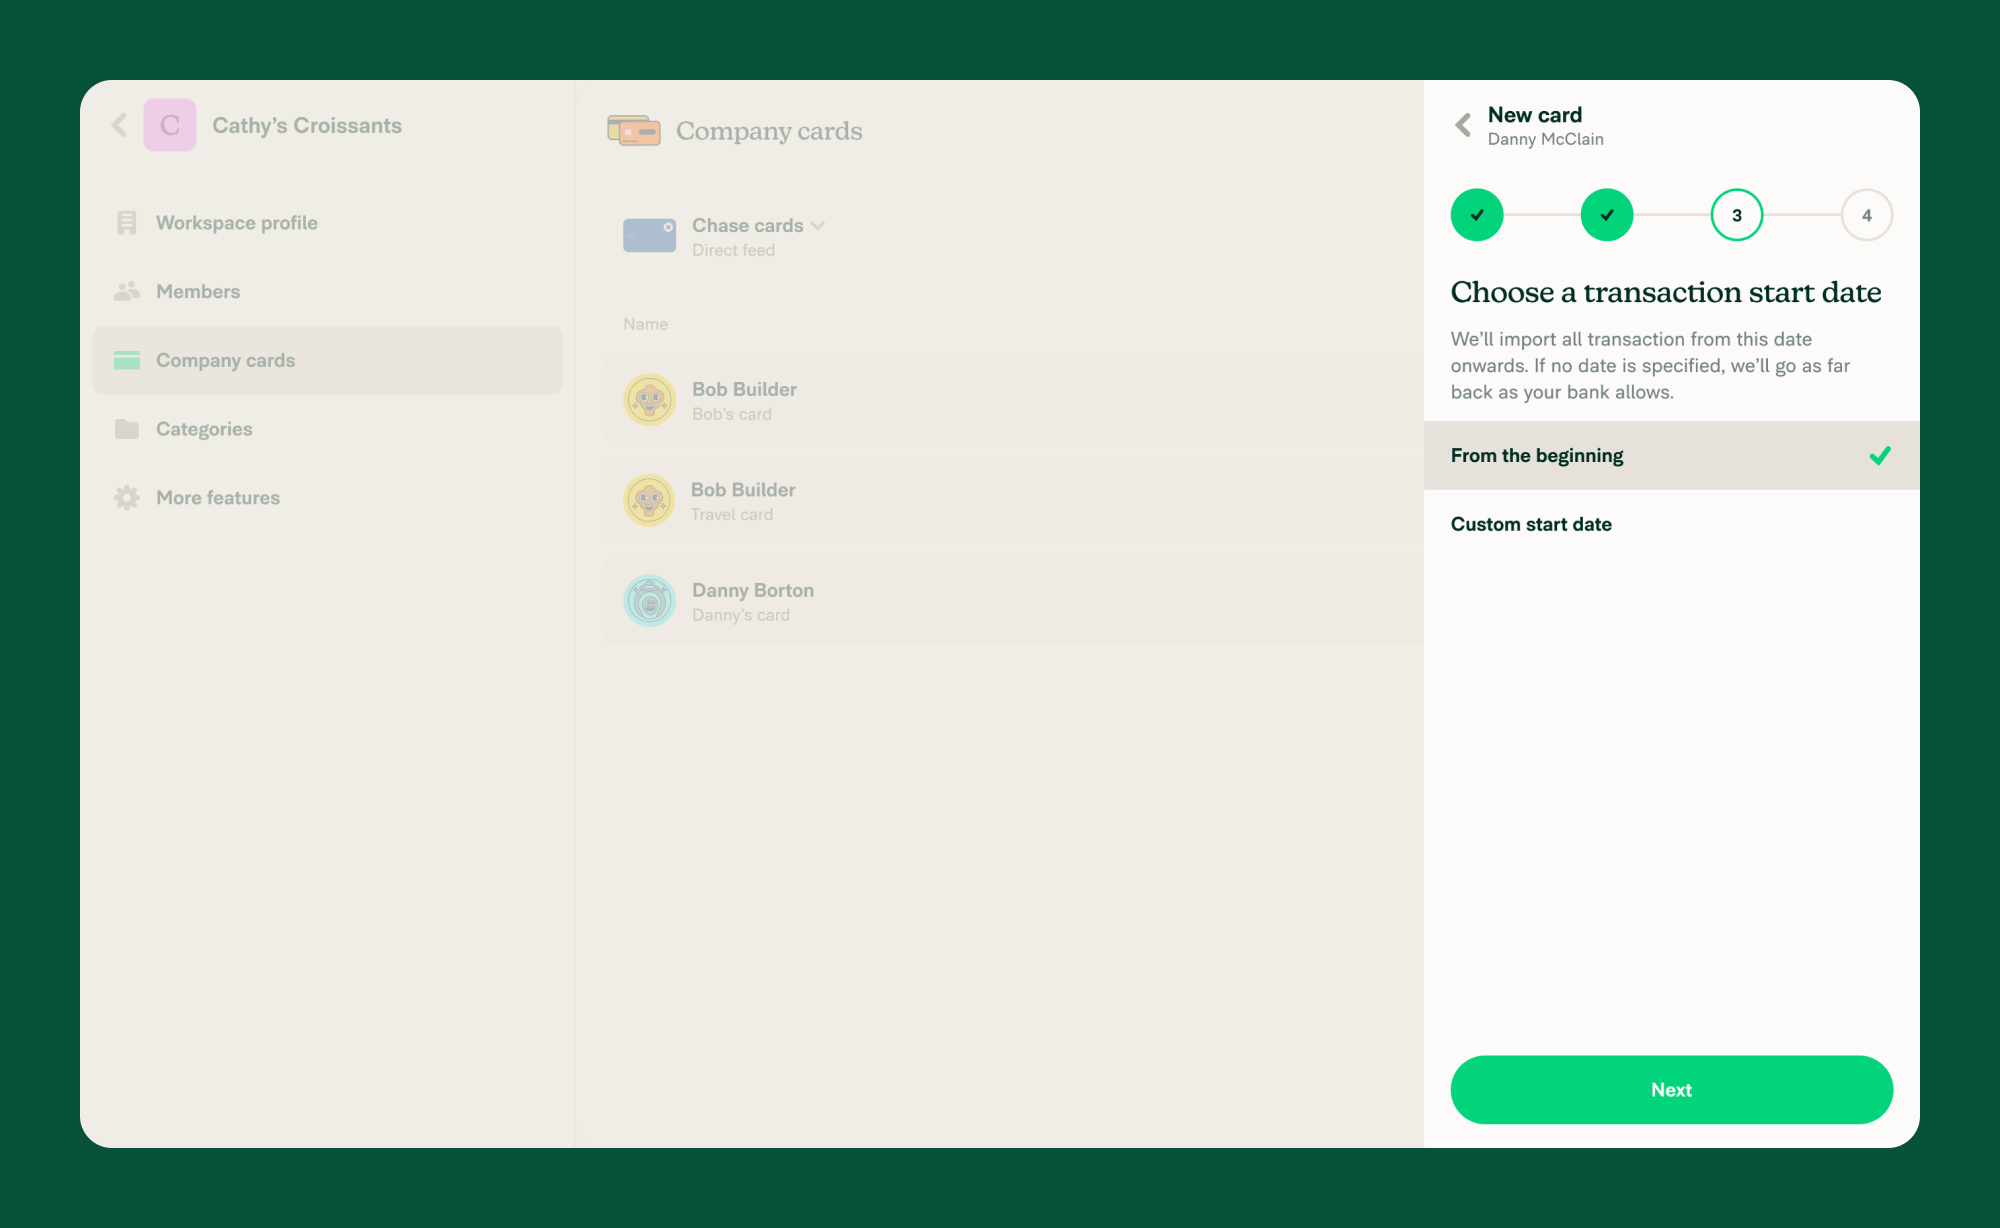 C
Cathy’s Croissants
Workspace profile
Members
Company cards
Categories
More features
Company cards
Chase cards
Direct feed
Name
Bob Builder
Bob’s card
Bob Builder
Travel card
Danny Borton
Danny’s card
New card
Danny McClain
3
4
Choose a transaction start date
We’ll import all transaction from this date
onwards. If no date is specified, we’ll go as far
back as your bank allows.
From the beginning
Custom start date
Next